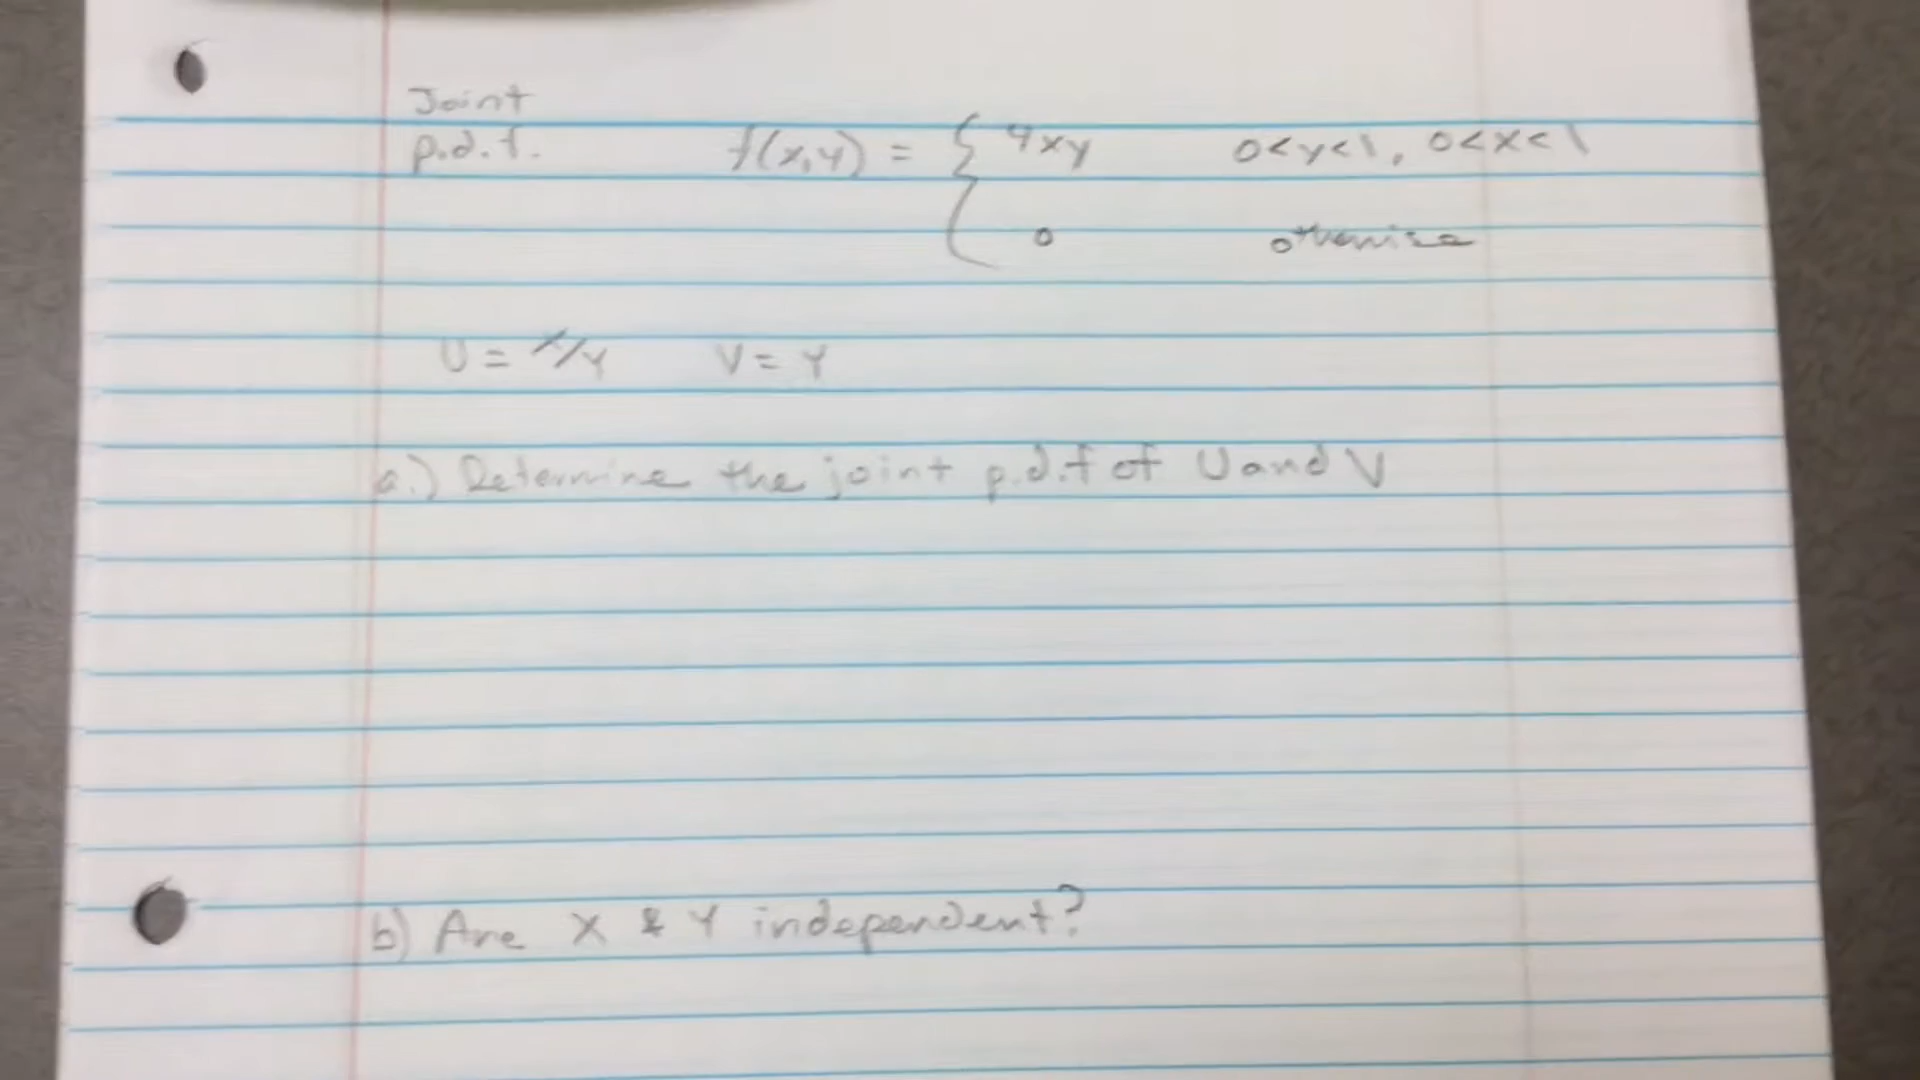 Joint
p.d.f. f(x,y) = { 4xy 0<y<1, 0<x<1
0 otherwise
U = X/Y V = Y
a.) Determine the joint p.d.f of U and V
b) Are X & Y independent?